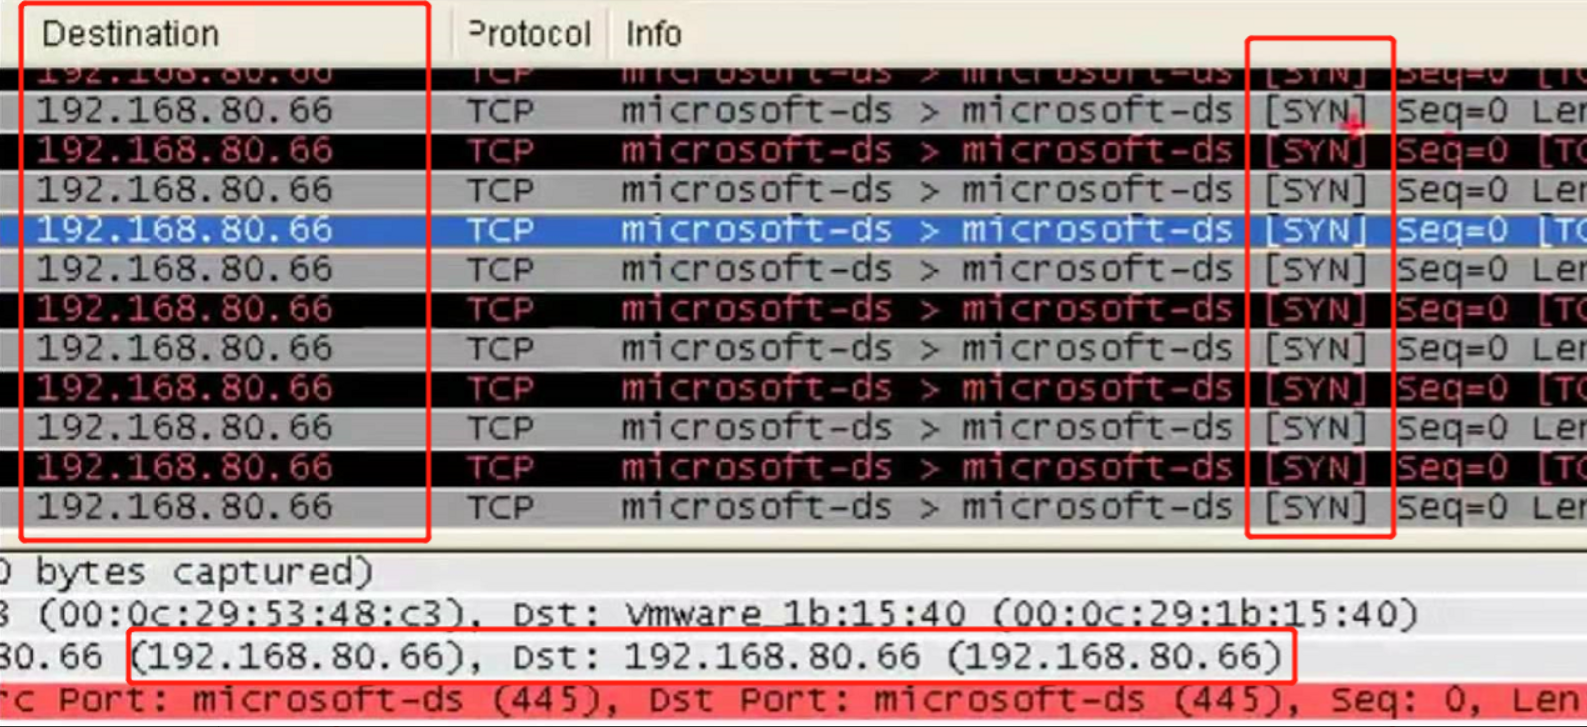 Destination Protocol Info
192.168.80.66 TCP microsoft-ds > microsoft-ds [SYN] Seq=0 [TC
192.168.80.66 TCP microsoft-ds > microsoft-ds [SYN] Seq=0 Len
192.168.80.66 TCP microsoft-ds > microsoft-ds [SYN] Seq=0 [TC
192.168.80.66 TCP microsoft-ds > microsoft-ds [SYN] Seq=0 Len
192.168.80.66 TCP microsoft-ds > microsoft-ds [SYN] Seq=0 [TC
192.168.80.66 TCP microsoft-ds > microsoft-ds [SYN] Seq=0 Len
192.168.80.66 TCP microsoft-ds > microsoft-ds [SYN] Seq=0 [TC
192.168.80.66 TCP microsoft-ds > microsoft-ds [SYN] Seq=0 Len
192.168.80.66 TCP microsoft-ds > microsoft-ds [SYN] Seq=0 [TC
192.168.80.66 TCP microsoft-ds > microsoft-ds [SYN] Seq=0 Len
192.168.80.66 TCP microsoft-ds > microsoft-ds [SYN] Seq=0 [TC
192.168.80.66 TCP microsoft-ds > microsoft-ds [SYN] Seq=0 Len
bytes captured)
3 (00:0c:29:53:48:c3), Dst: Vmware_1b:15:40 (00:0c:29:1b:15:40)
80.66 (192.168.80.66), Dst: 192.168.80.66 (192.168.80.66)
rc Port: microsoft-ds (445), Dst Port: microsoft-ds (445), Seq: 0, Len